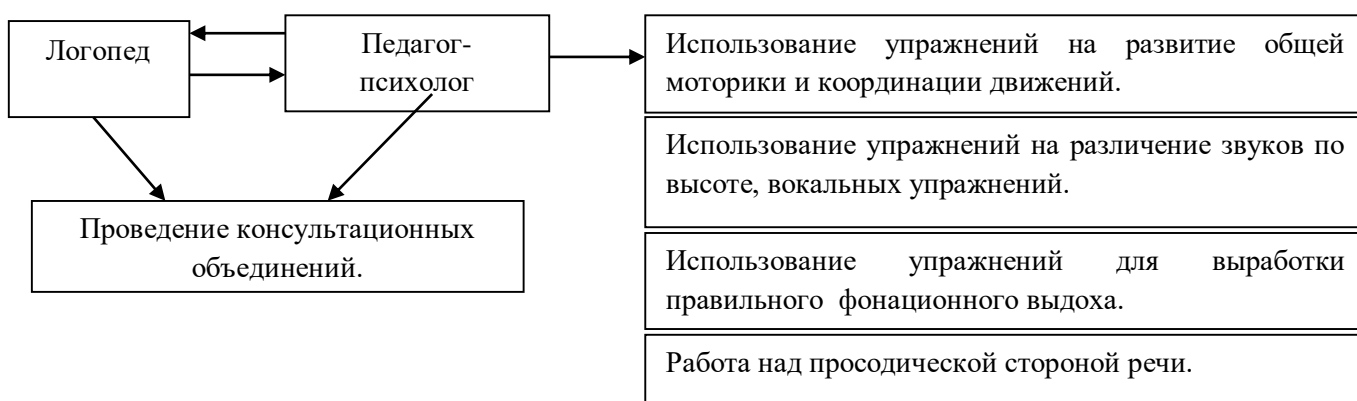 Логопед
Педагог-
психолог
Использование упражнений на развитие общей
моторики и координации движений.
Использование упражнений на различение звуков по
высоте, вокальных упражнений.
Проведение консультационных
объединений.
Использование упражнений для выработки
правильного фонационного выдоха.
Работа над просодической стороной речи.